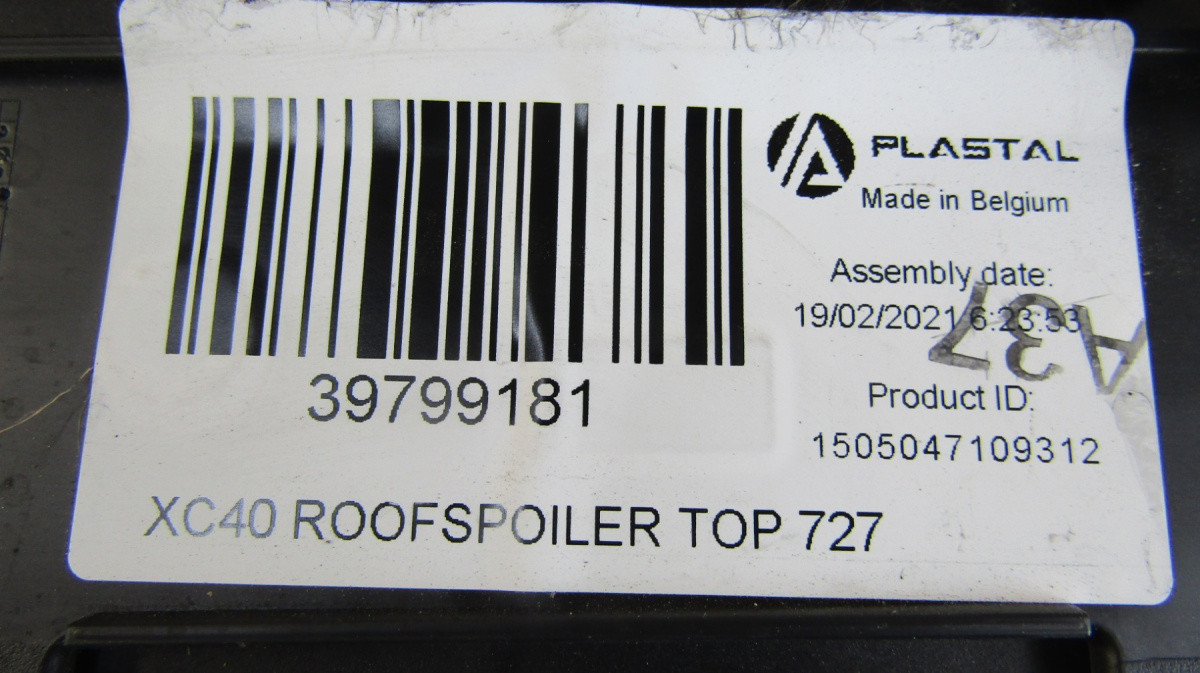 PLASTAL
Made in Belgium
Assembly date:
19/02/2021 6:23:53
A37
Product ID:
1505047109312
39799181
XC40 ROOFSPOILER TOP 727